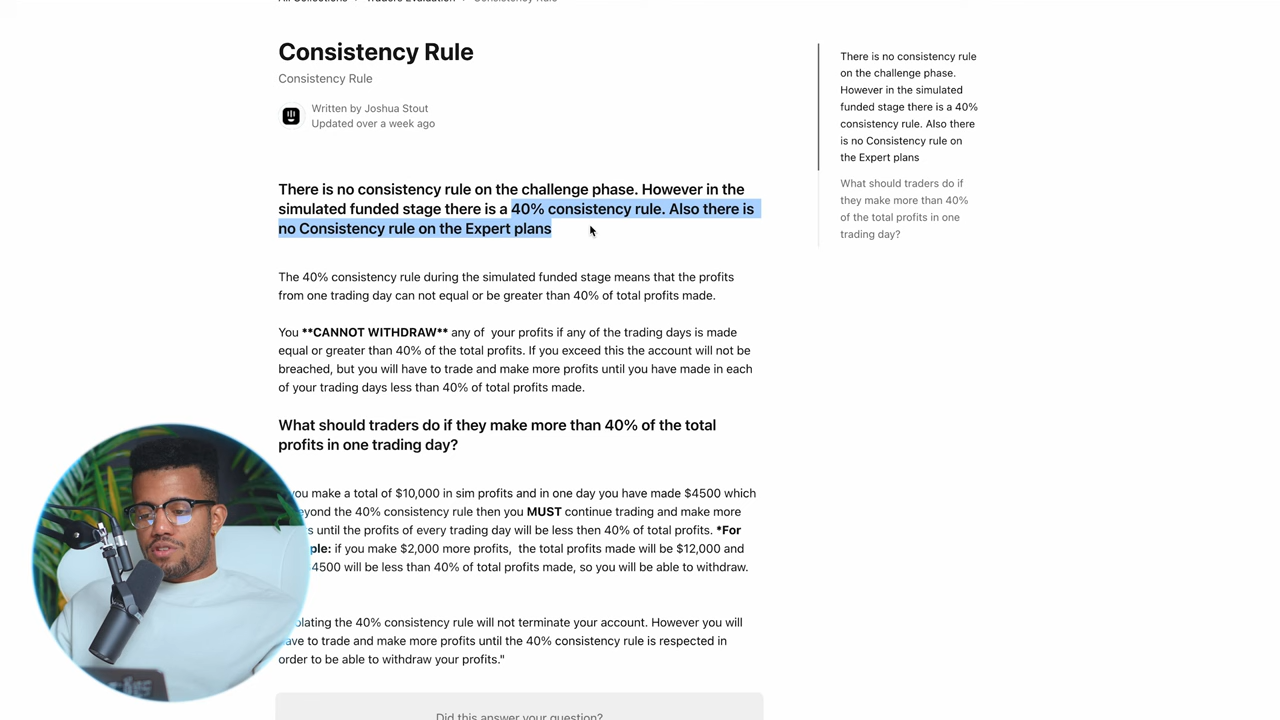 Consistency Rule
Consistency Rule
Written by Joshua Stout
Updated over a week ago
There is no consistency rule on the challenge phase. However in the
simulated funded stage there is a 40% consistency rule. Also there is
no Consistency rule on the Expert plans
The 40% consistency rule during the simulated funded stage means that the profits
from one trading day can not equal or be greater than 40% of total profits made.
You **CANNOT WITHDRAW** any of your profits if any of the trading days is made
equal or greater than 40% of the total profits. If you exceed this the account will not be
breached, but you will have to trade and make more profits until you have made in each
of your trading days less than 40% of total profits made.
What should traders do if they make more than 40% of the total
profits in one trading day?
you make a total of $10,000 in sim profits and in one day you have made $4500 which
the 40% consistency rule then you MUST continue trading and make more
until the profits of every trading day will be less then 40% of total profits. *For
if you make $2,000 more profits, the total profits made will be $12,000 and
4500 will be less than 40% of total profits made, so you will be able to withdraw.
the 40% consistency rule will not terminate your account. However you will
to trade and make more profits until the 40% consistency rule is respected in
order to be able to withdraw your profits."
Did this answer your question?
There is no consistency rule
on the challenge phase.
However in the simulated
funded stage there is a 40%
consistency rule. Also there
is no Consistency rule on
the Expert plans
What should traders do if
they make more than 40%
of the total profits in one
trading day?